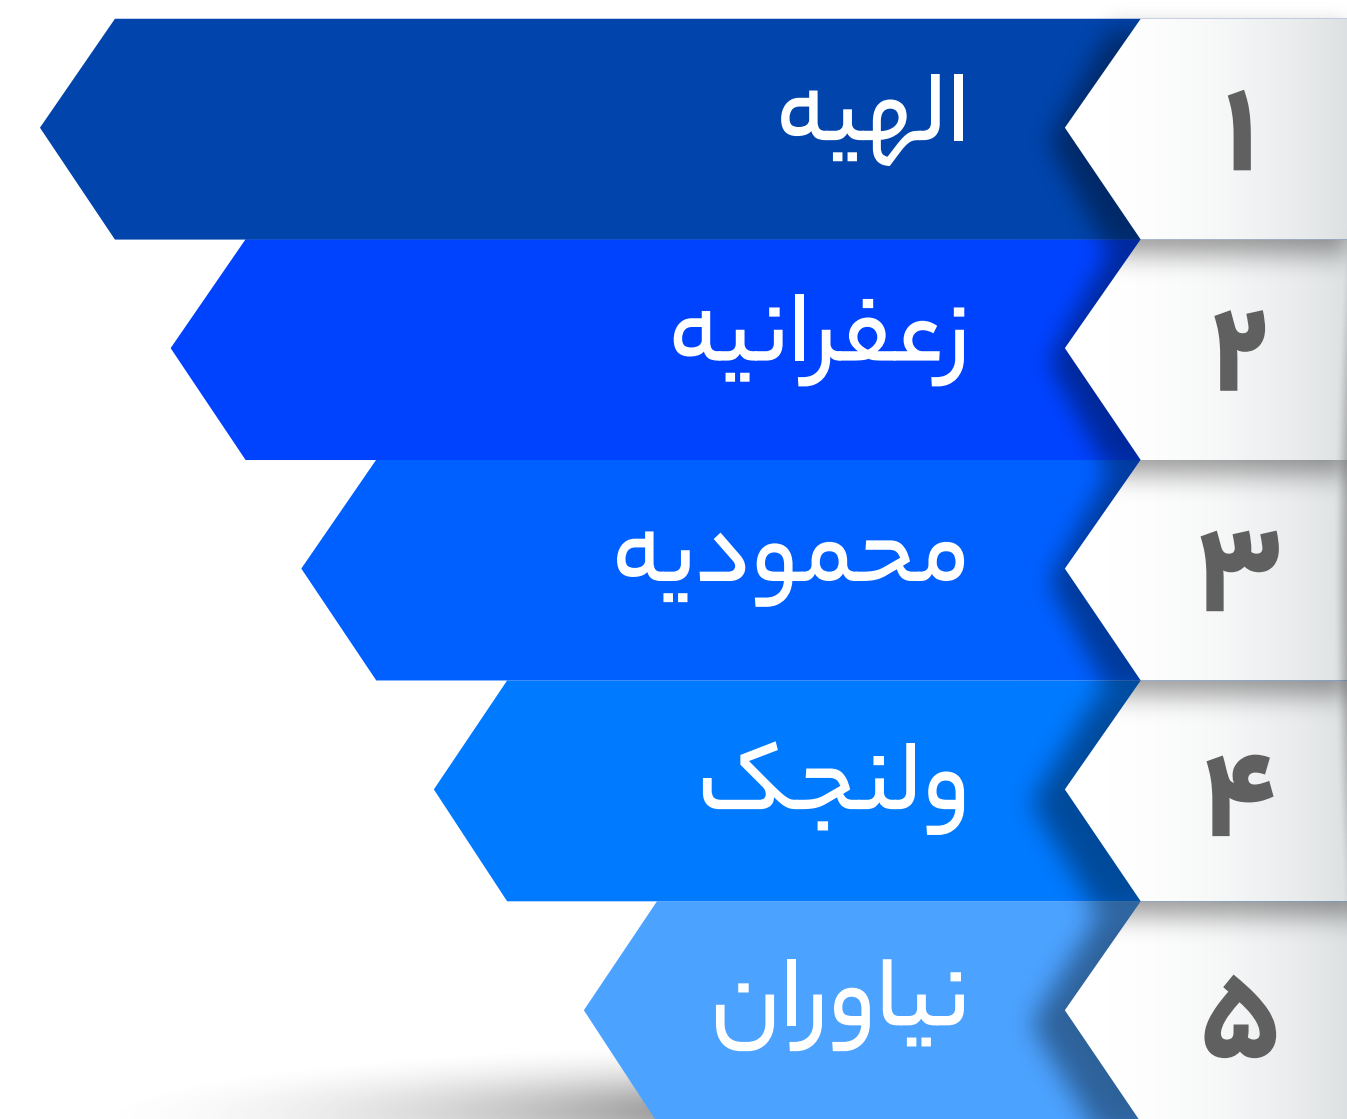 ۱ الهیه
۲ زعفرانیه
۳ محمودیه
۴ ولنجک
۵ نیاوران